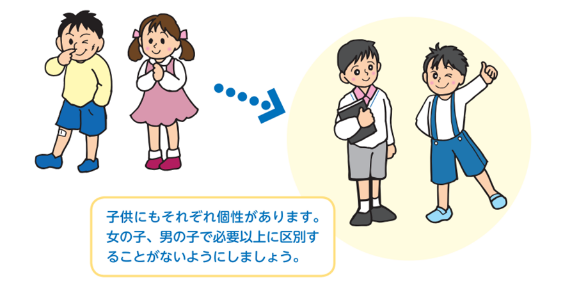 子供にもそれぞれ個性があります。
女の子、男の子で必要以上に区別す
ることがないようにしましょう。